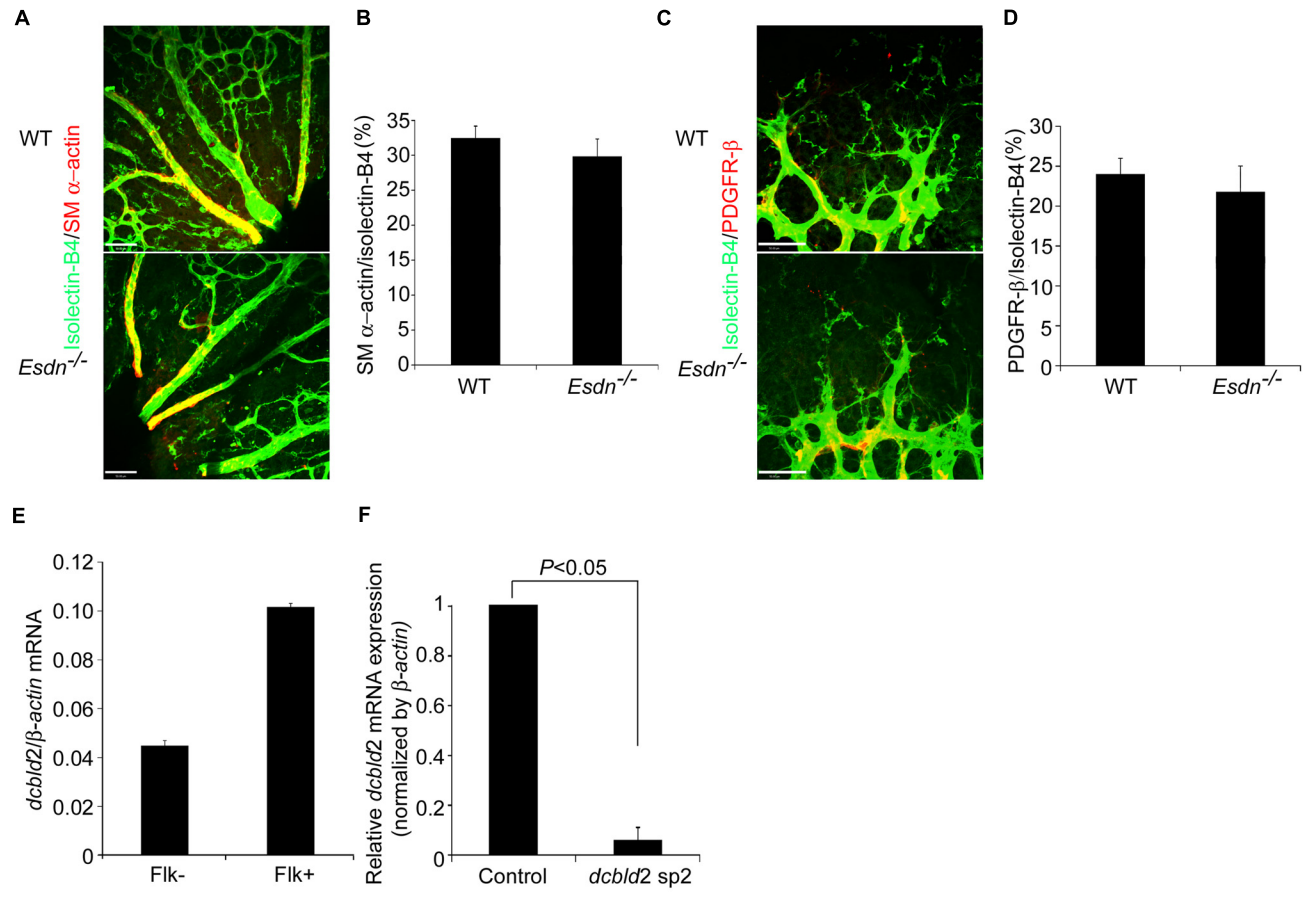 A
WT
Esdn-/-
Isolectin-B4/SM α–actin
B
SM α–actin/isolectin-B4 (%)
35
30
25
20
15
10
5
0
WT
Esdn-/-
C
WT
Esdn-/-
Isolectin-B4/PDGFR-β
D
PDGFR-β/Isolectin-B4 (%)
30
25
20
15
10
5
0
WT
Esdn-/-
E
dcbld2/β-actin mRNA
0.12
0.10
0.08
0.06
0.04
0.02
0
Flk-
Flk+
F
Relative dcbld2 mRNA expression
(normalized by β-actin)
P<0.05
1
0.8
0.6
0.4
0.2
0
Control
dcbld2 sp2